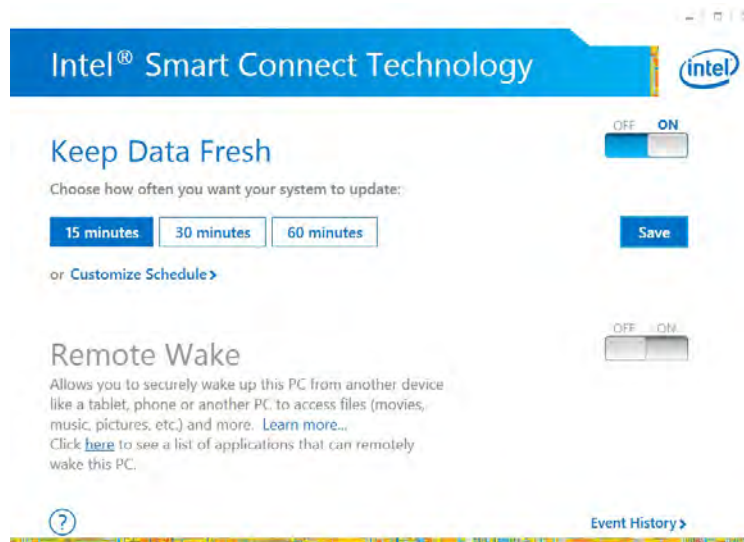 Intel® Smart Connect Technology
intel
OFF ON
Keep Data Fresh
Choose how often you want your system to update:
15 minutes 30 minutes 60 minutes Save
or Customize Schedule >
OFF ON
Remote Wake
Allows you to securely wake up this PC from another device
like a tablet, phone or another PC to access files (movies,
music, pictures, etc.) and more. Learn more...
Click here to see a list of applications that can remotely
wake this PC.
? Event History >